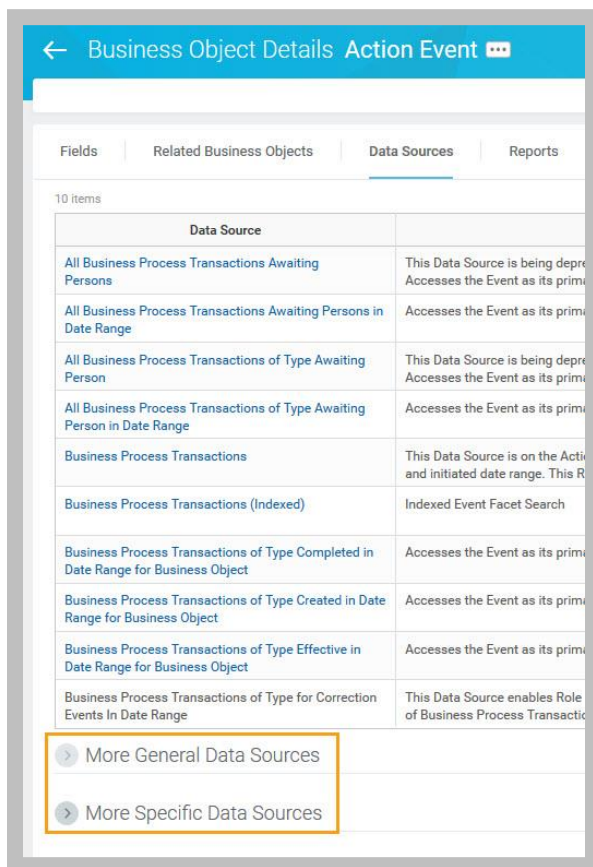 Business Object Details Action Event
Fields Related Business Objects Data Sources Reports
10 items
Data Source
All Business Process Transactions Awaiting
Persons
This Data Source is being depre
Accesses the Event as its prima
All Business Process Transactions Awaiting Persons in
Date Range
Accesses the Event as its prima
All Business Process Transactions of Type Awaiting
Person
This Data Source is being depre
Accesses the Event as its prima
All Business Process Transactions of Type Awaiting
Person in Date Range
Accesses the Event as its prima
Business Process Transactions
This Data Source is on the Actio
and initiated date range. This R
Business Process Transactions (Indexed)
Indexed Event Facet Search
Business Process Transactions of Type Completed in
Date Range for Business Object
Accesses the Event as its prima
Business Process Transactions of Type Created in Date
Range for Business Object
Accesses the Event as its prima
Business Process Transactions of Type Effective in
Date Range for Business Object
Accesses the Event as its prima
Business Process Transactions of Type for Correction
Events In Date Range
This Data Source enables Role
of Business Process Transactio
More General Data Sources
More Specific Data Sources